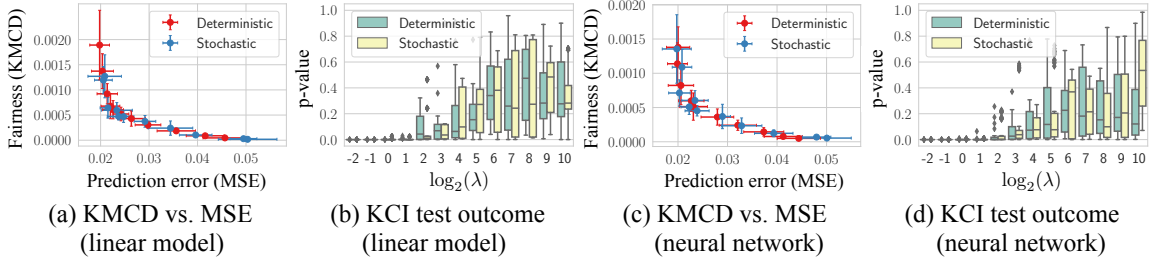 Fairness (KMCD)
0.0020
0.0015
0.0010
0.0005
0.0000
Deterministic
Stochastic
0.02 0.03 0.04 0.05
Prediction error (MSE)
(a) KMCD vs. MSE
(linear model)
p-value
1.0
0.8
0.6
0.4
0.2
0.0
Deterministic
Stochastic
-2 -1 0 1 2 3 4 5 6 7 8 9 10
log₂(λ)
(b) KCI test outcome
(linear model)
Fairness (KMCD)
0.0020
0.0015
0.0010
0.0005
0.0000
Deterministic
Stochastic
0.02 0.03 0.04 0.05
Prediction error (MSE)
(c) KMCD vs. MSE
(neural network)
p-value
1.0
0.8
0.6
0.4
0.2
0.0
Deterministic
Stochastic
-2 -1 0 1 2 3 4 5 6 7 8 9 10
log₂(λ)
(d) KCI test outcome
(neural network)